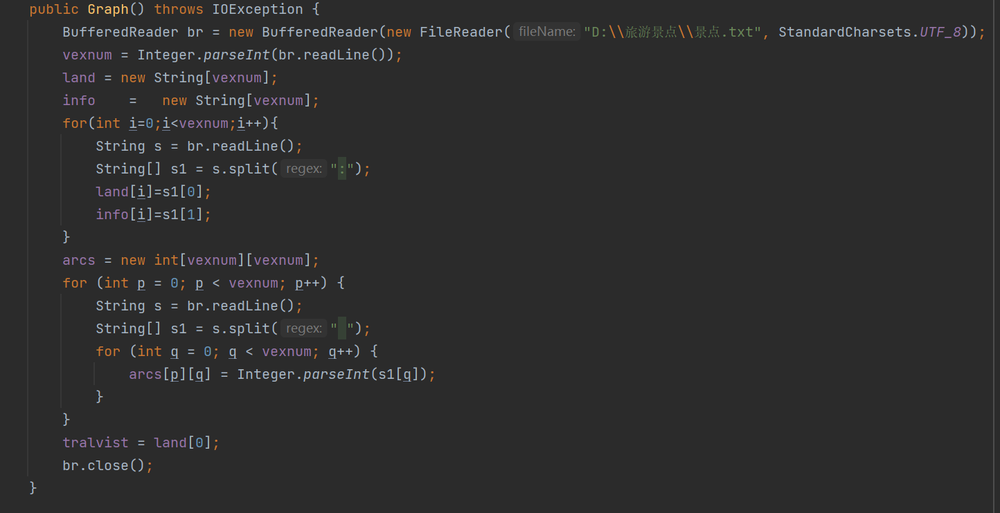 public Graph() throws IOException {
BufferedReader br = new BufferedReader(new FileReader( fileName: "D:\\旅游景点\\景点.txt", StandardCharsets.UTF_8));
vexnum = Integer.parseInt(br.readLine());
land = new String[vexnum];
info    =   new String[vexnum];
for(int i=0;i<vexnum;i++){
String s = br.readLine();
String[] s1 = s.split( regex: ":");
land[i]=s1[0];
info[i]=s1[1];
}
arcs = new int[vexnum][vexnum];
for (int p = 0; p < vexnum; p++) {
String s = br.readLine();
String[] s1 = s.split( regex: " ");
for (int q = 0; q < vexnum; q++) {
arcs[p][q] = Integer.parseInt(s1[q]);
}
}
tralvist = land[0];
br.close();
}